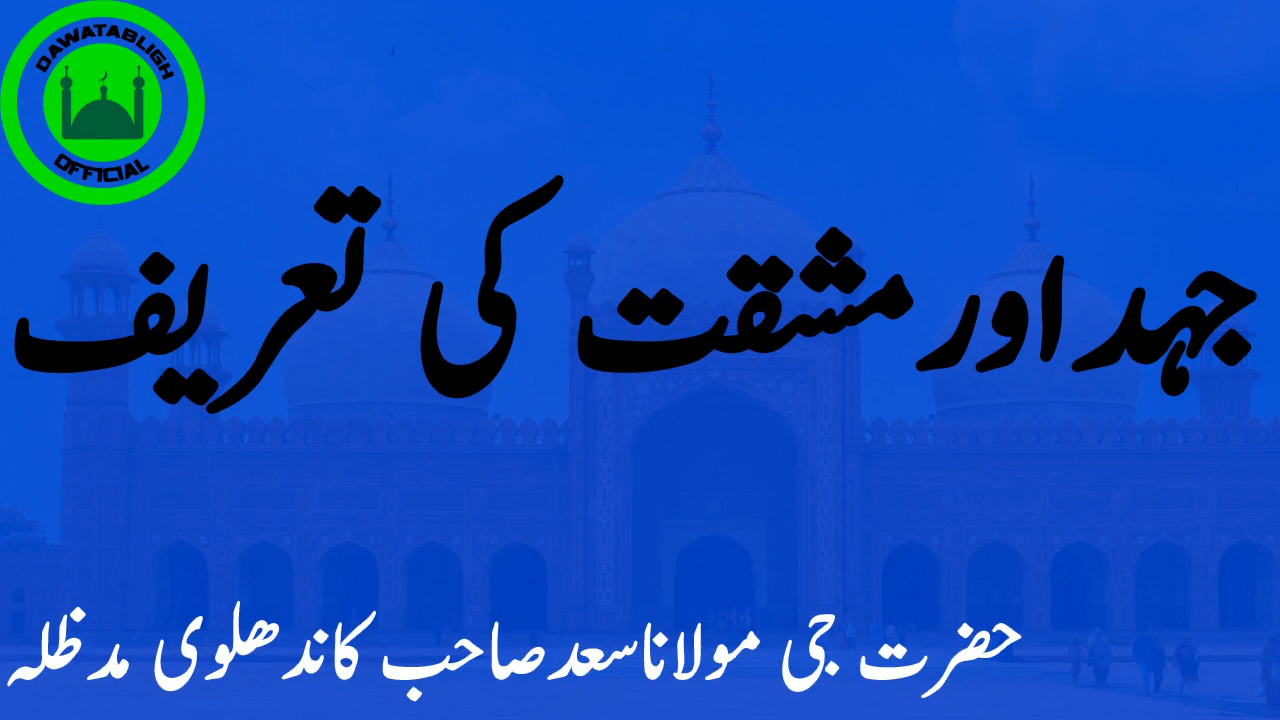 DAWATABLIGH
OFFICIAL
جہد اور مشقت کی تعریف
حضرت جی مولانا سعد صاحب کاندھلوی مدظلہ